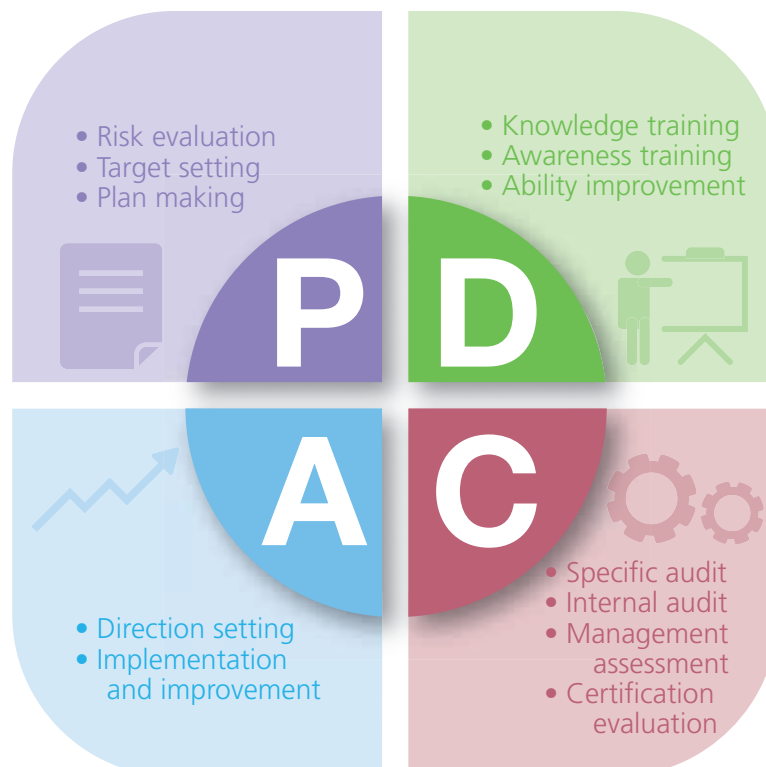 • Risk evaluation
• Target setting
• Plan making
P
• Knowledge training
• Awareness training
• Ability improvement
D
A
• Direction setting
• Implementation
and improvement
C
• Specific audit
• Internal audit
• Management
assessment
• Certification
evaluation